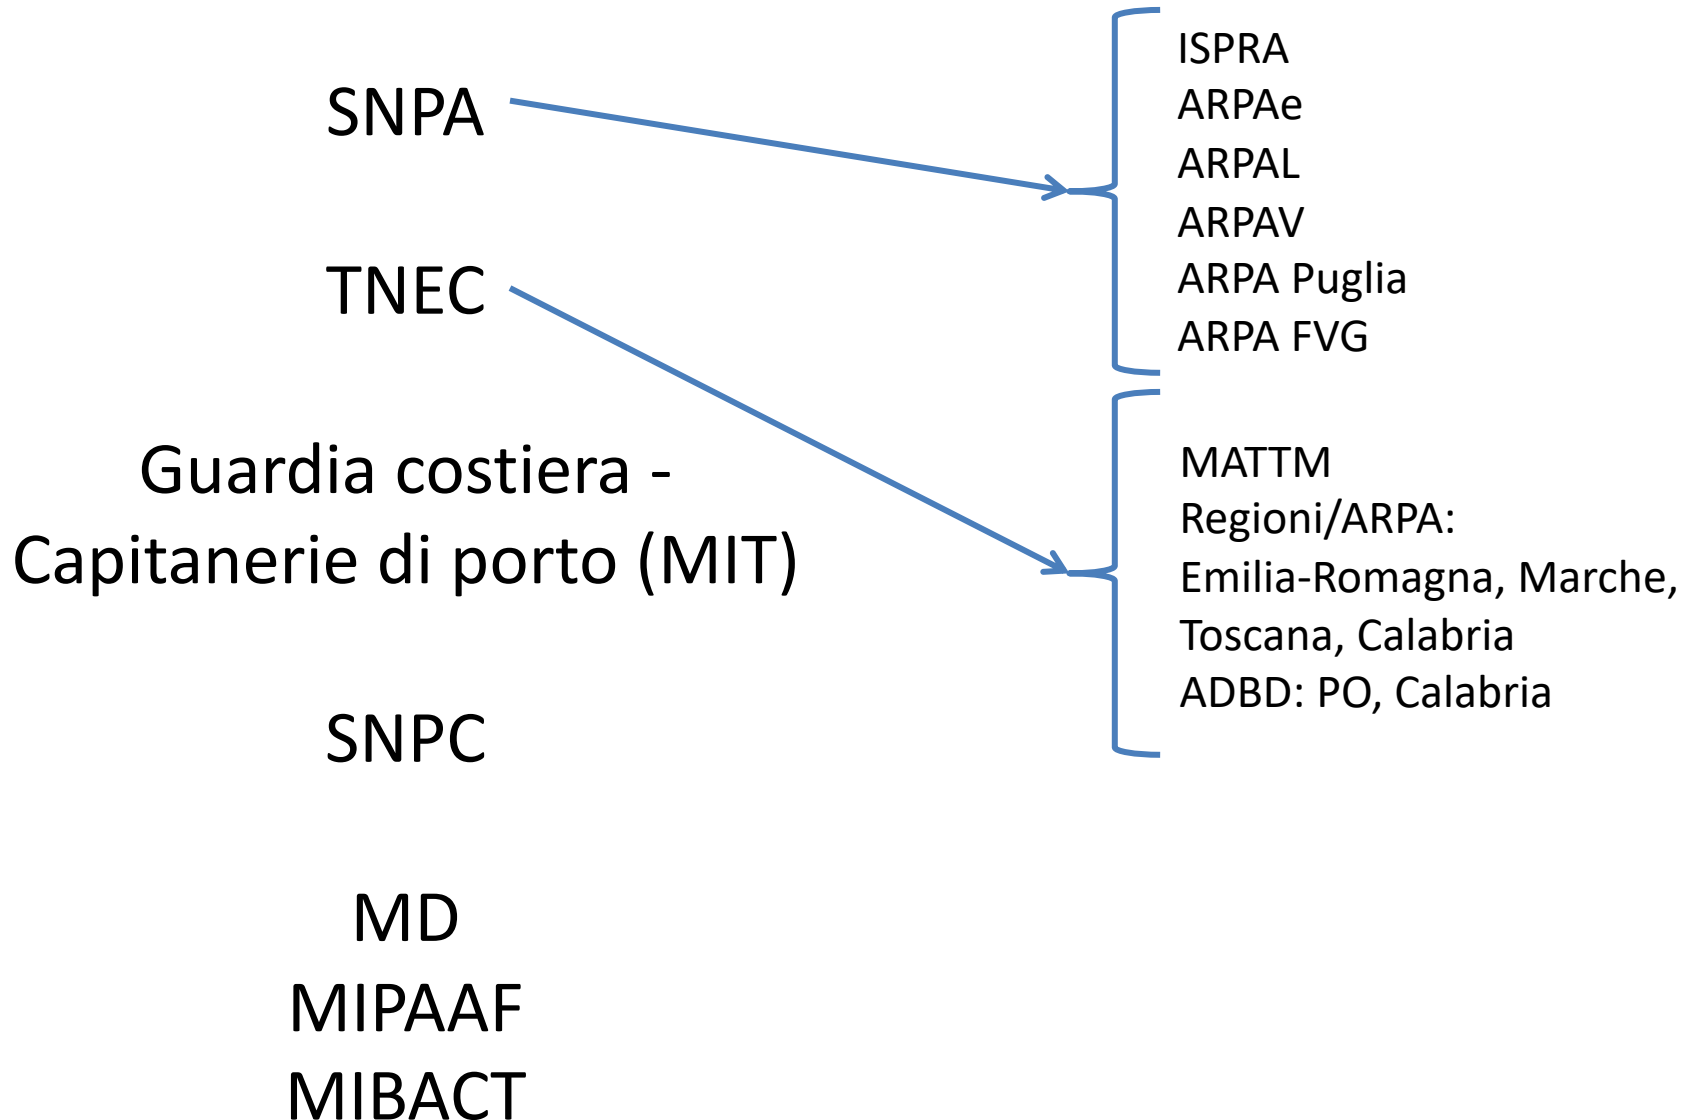 SNPA
TNEC
Guardia costiera -
Capitanerie di porto (MIT)
SNPC
MD
MIPAAF
MIBACT
ISPRA
ARPAe
ARPAL
ARPAV
ARPA Puglia
ARPA FVG
MATTM
Regioni/ARPA:
Emilia-Romagna, Marche,
Toscana, Calabria
ADBD: PO, Calabria